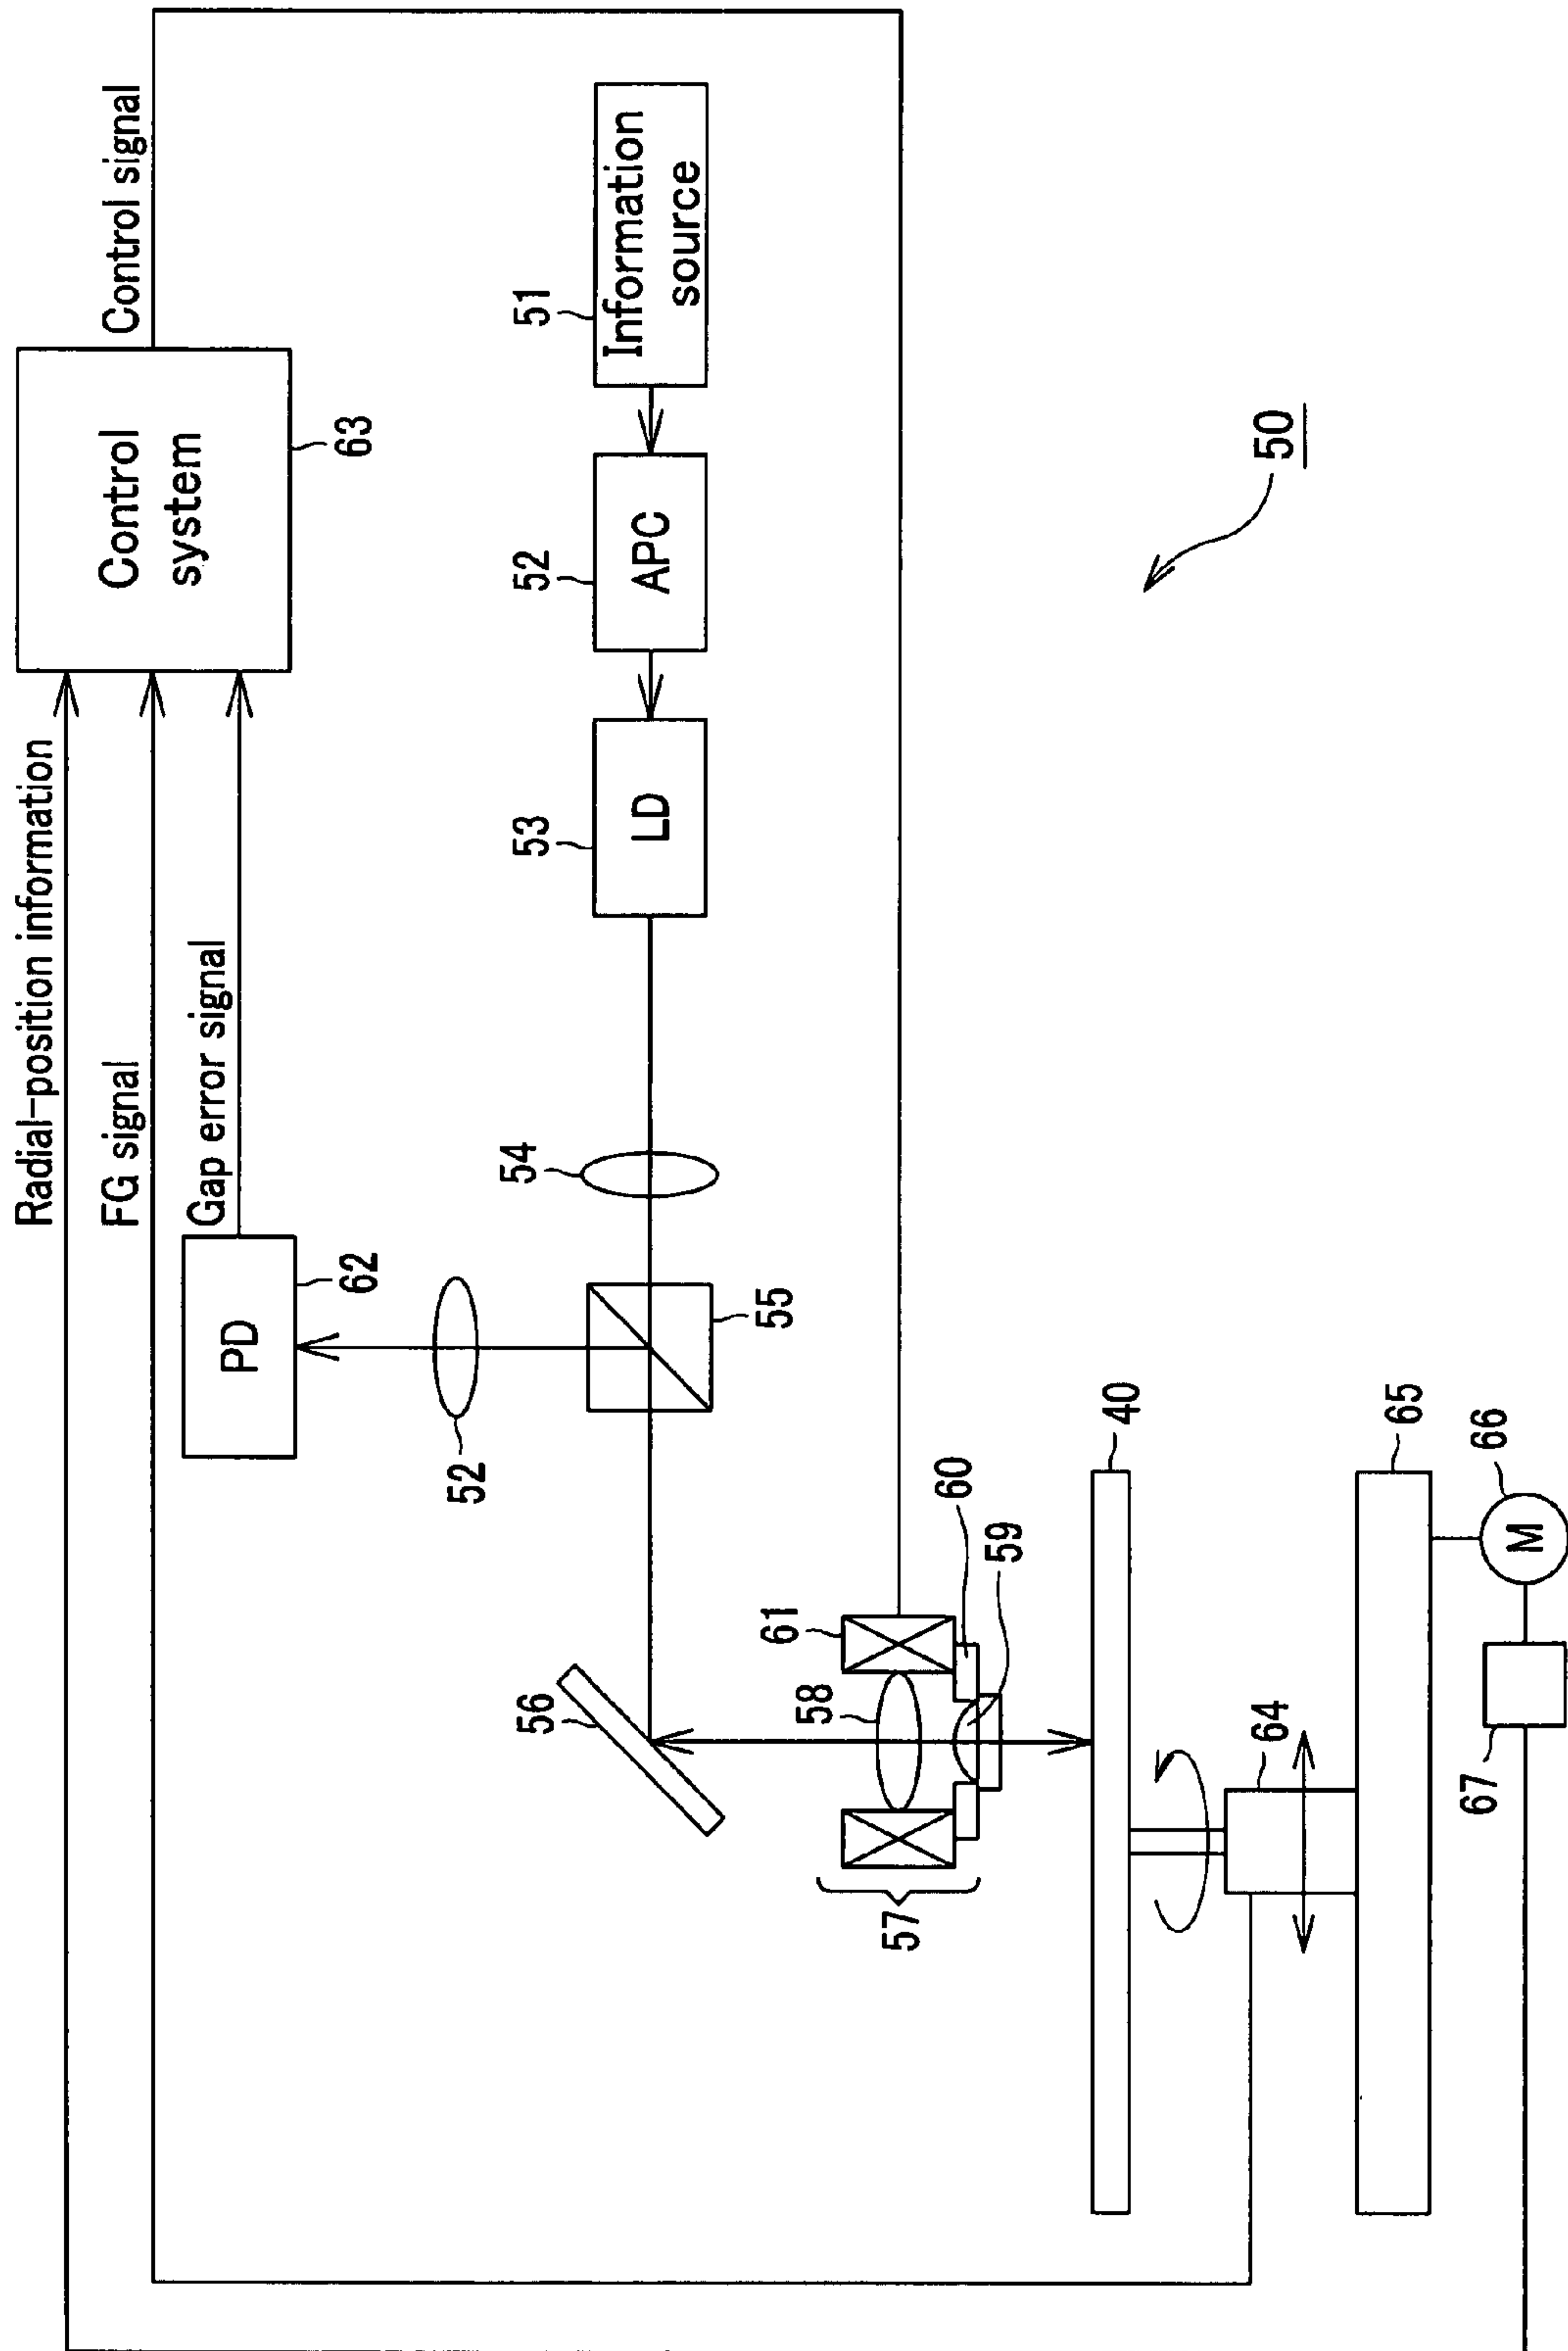 Radial-position information
FG signal
Gap error signal
Control
system
63
Control signal
PD
62
52
54
53
LD
52
APC
51
Information
source
55
56
57
58
61
60
59
40
50
64
65
66
M
67